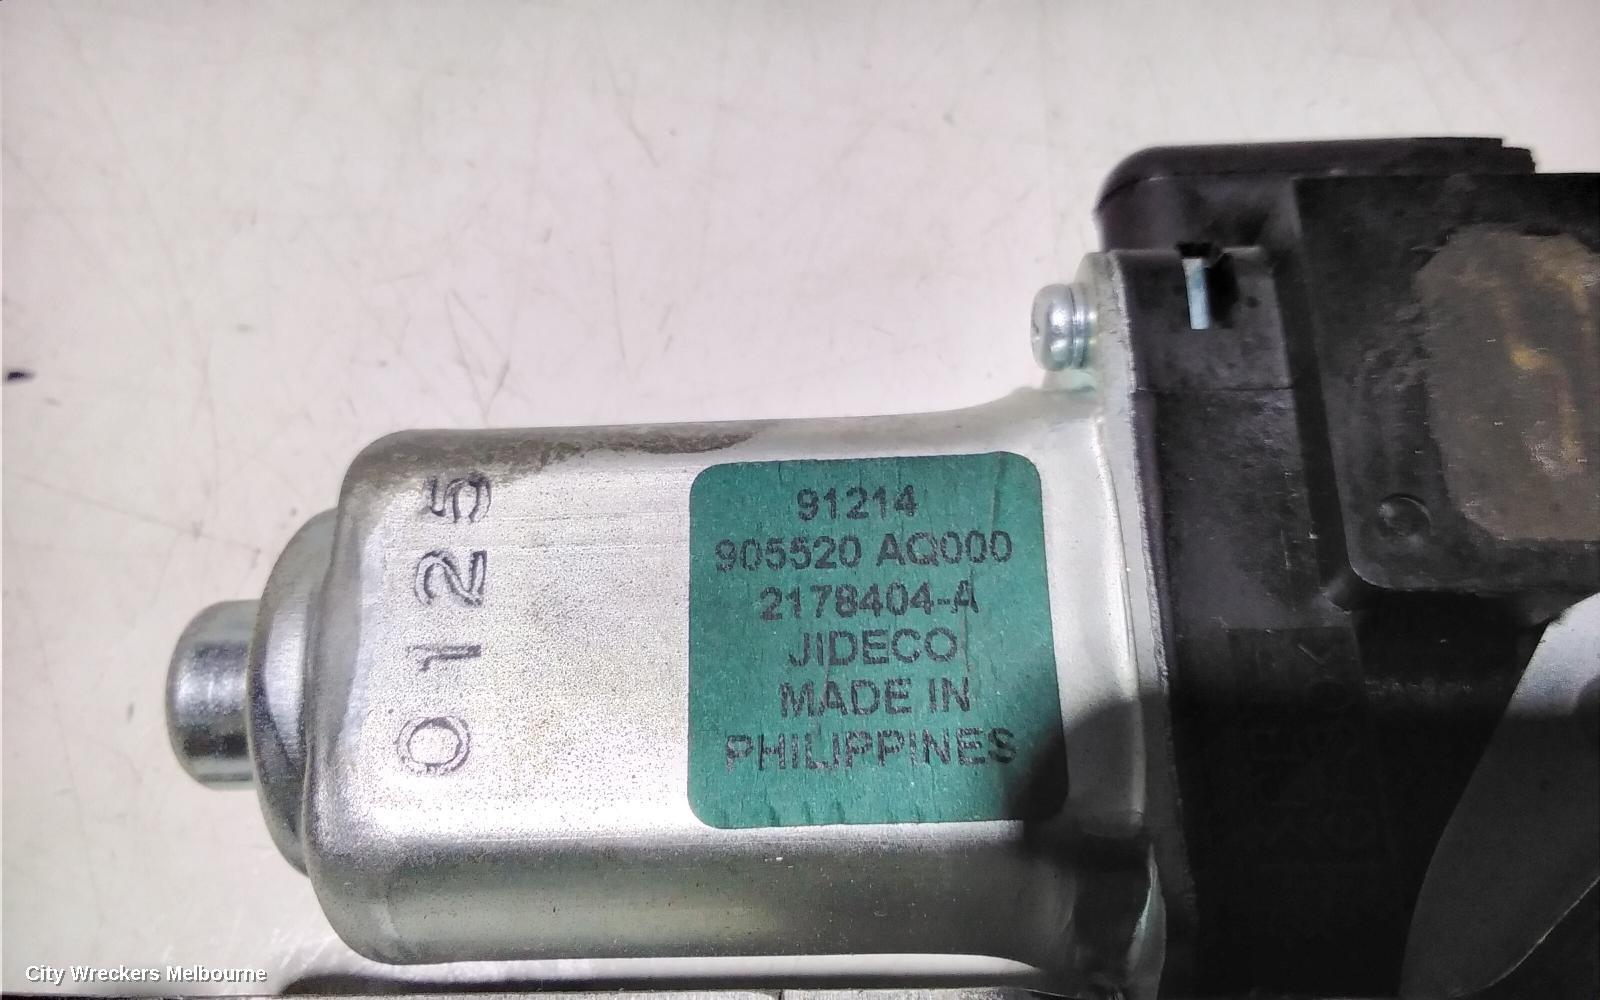 0125
91214
905520 AQ000
2178404-A
JIDECO
MADE IN
PHILIPPINES
City Wreckers Melbourne